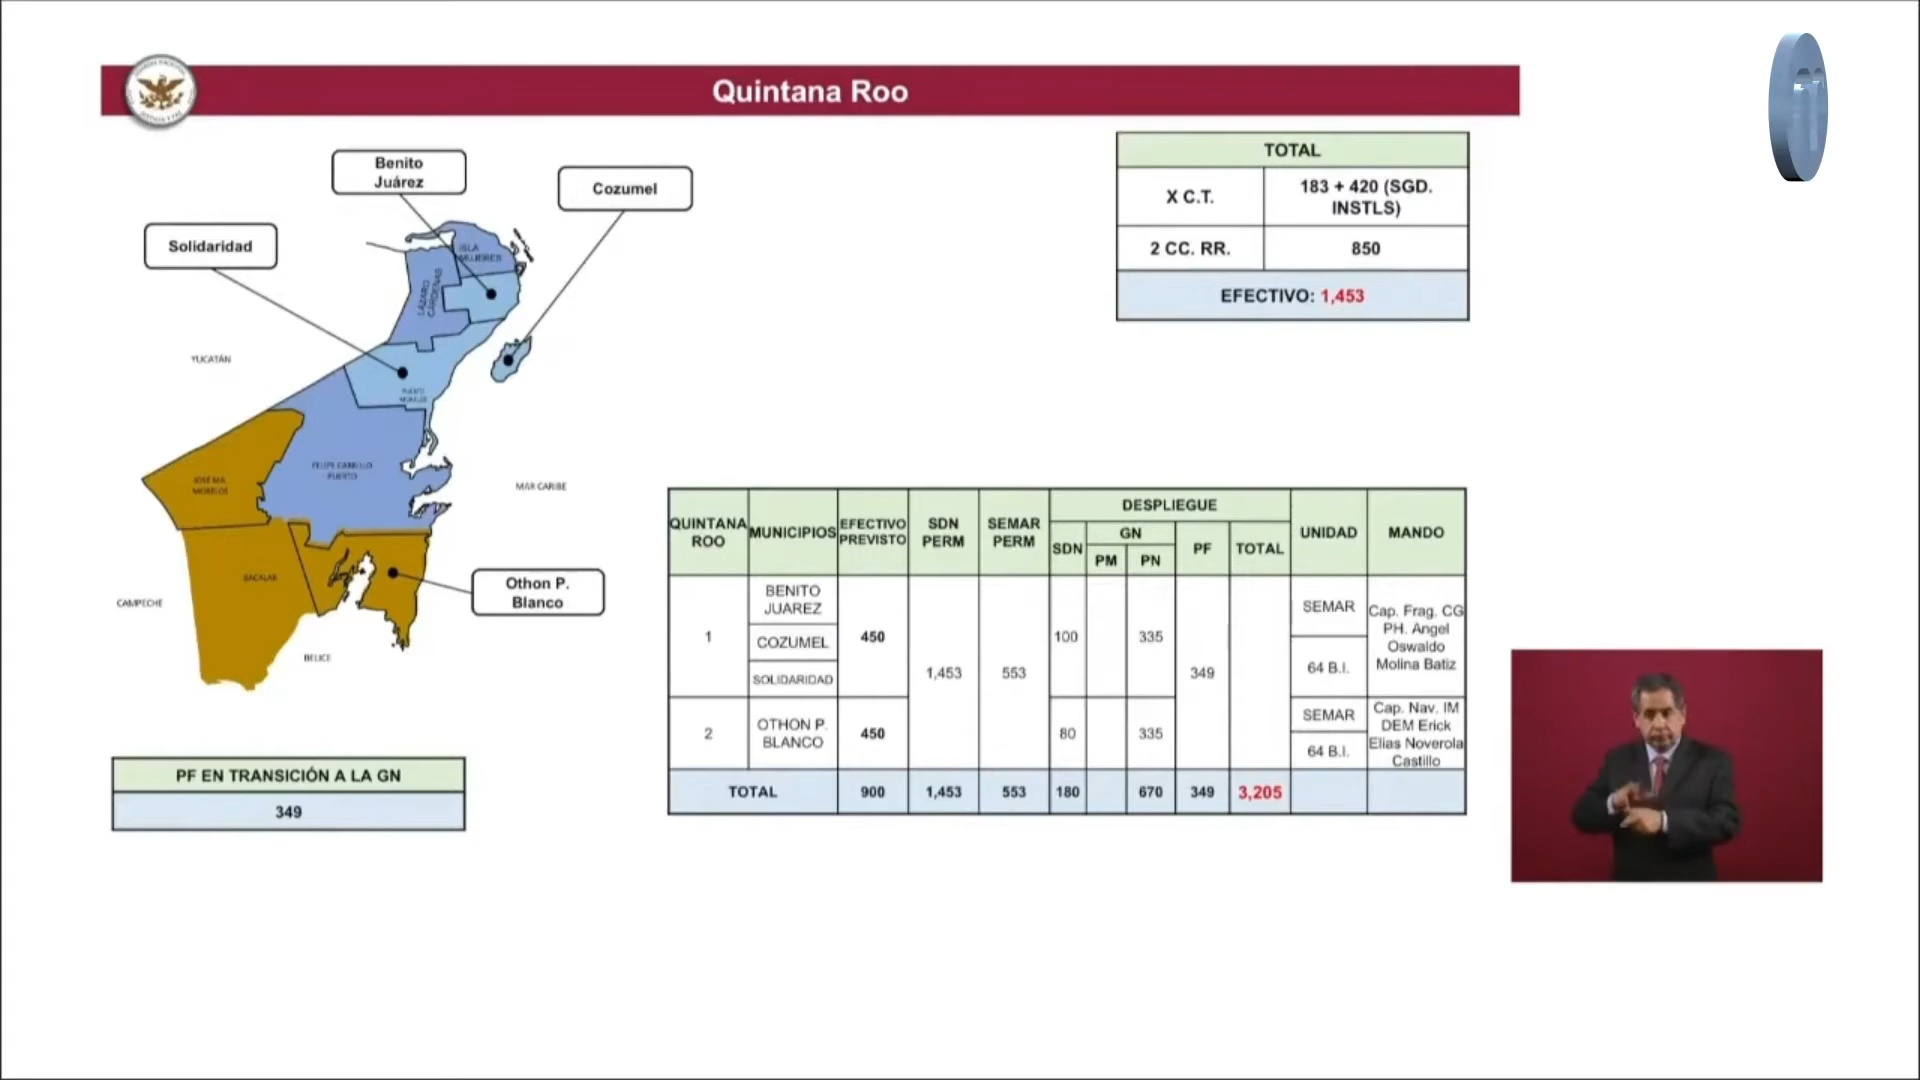 Quintana Roo
Benito
Juárez
Cozumel
Solidaridad
ISLA
MUJERES
LÁZARO
CÁRDENAS
YUCATÁN
FELIPE CARRILLO
PUERTO
JOSÉ MA.
MORELOS
MAR CARIBE
BACALAR
CAMPECHE
BELICE
Othon P.
Blanco
PF EN TRANSICIÓN A LA GN
349
TOTAL
X C.T.
183 + 420 (SGD.
INSTLS)
2 CC. RR.
850
EFECTIVO: 1,453
QUINTANA
ROO
MUNICIPIOS
EFECTIVO
PREVISTO
SDN
PERM
SEMAR
PERM
DESPLIEGUE
SDN
GN
PM
PN
PF
TOTAL
UNIDAD
MANDO
1
BENITO
JUAREZ
COZUMEL
SOLIDARIDAD
450
1,453
553
100
335
349
SEMAR
64 B.I.
Cap. Frag. CG
PH. Angel
Oswaldo
Molina Batiz
2
OTHON P.
BLANCO
450
80
335
SEMAR
64 B.I.
Cap. Nav. IM
DEM Erick
Elias Noverola
Castillo
TOTAL
900
1,453
553
180
670
349
3,205